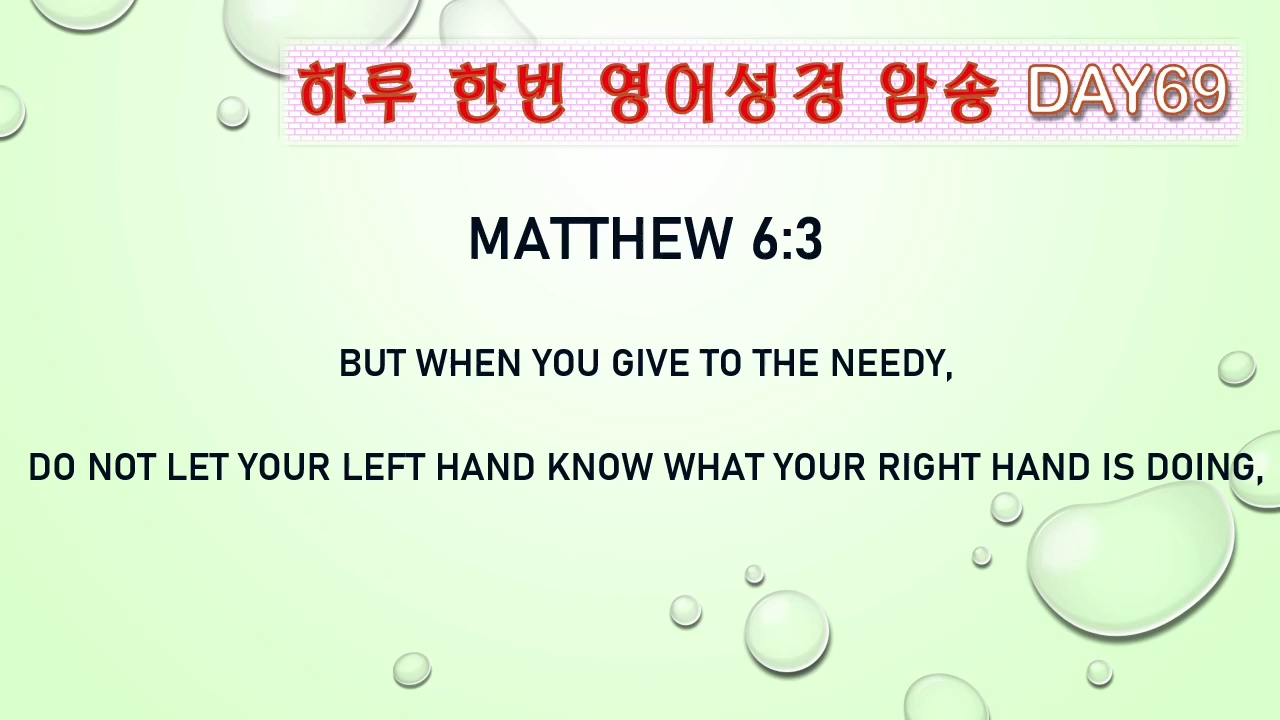 하루 한번 영어성경 암송 DAY69
MATTHEW 6:3
BUT WHEN YOU GIVE TO THE NEEDY,
DO NOT LET YOUR LEFT HAND KNOW WHAT YOUR RIGHT HAND IS DOING,